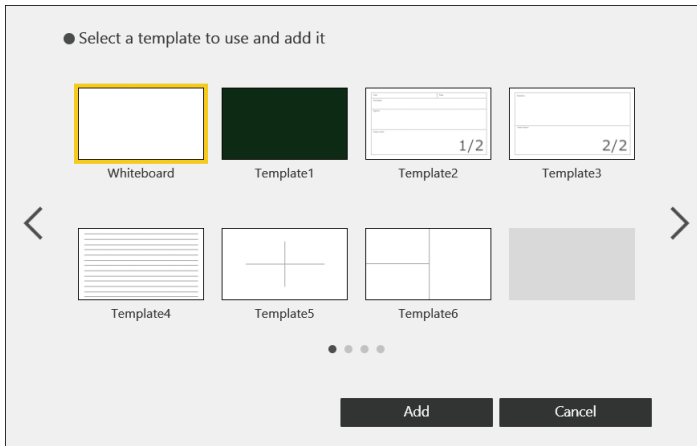 Select a template to use and add it
1/2
2/2
Whiteboard
Template1
Template2
Template3
Template4
Template5
Template6
Add
Cancel